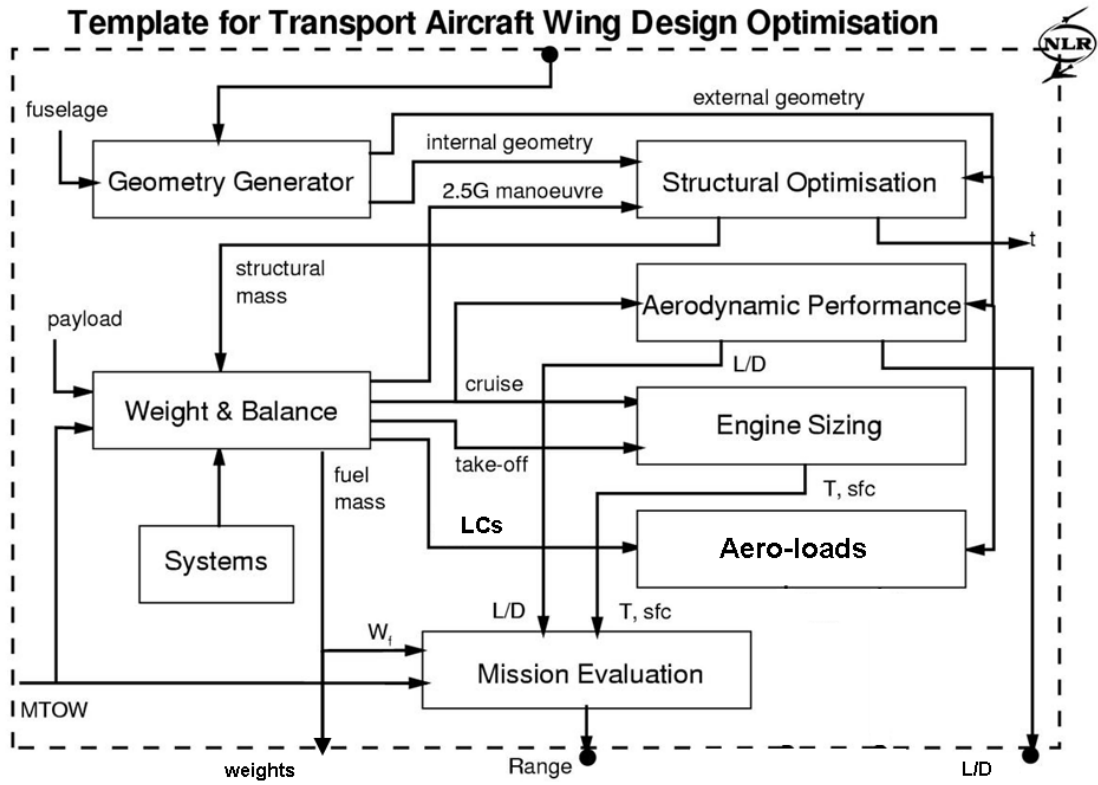 Template for Transport Aircraft Wing Design Optimisation
NLR
fuselage
external geometry
internal geometry
Geometry Generator
Structural Optimisation
2.5G manoeuvre
t
structural
mass
Aerodynamic Performance
payload
L/D
cruise
Weight & Balance
Engine Sizing
take-off
fuel
mass
T, sfc
LCs
Aero-loads
Systems
L/D
T, sfc
Wf
Mission Evaluation
MTOW
weights
Range
L/D